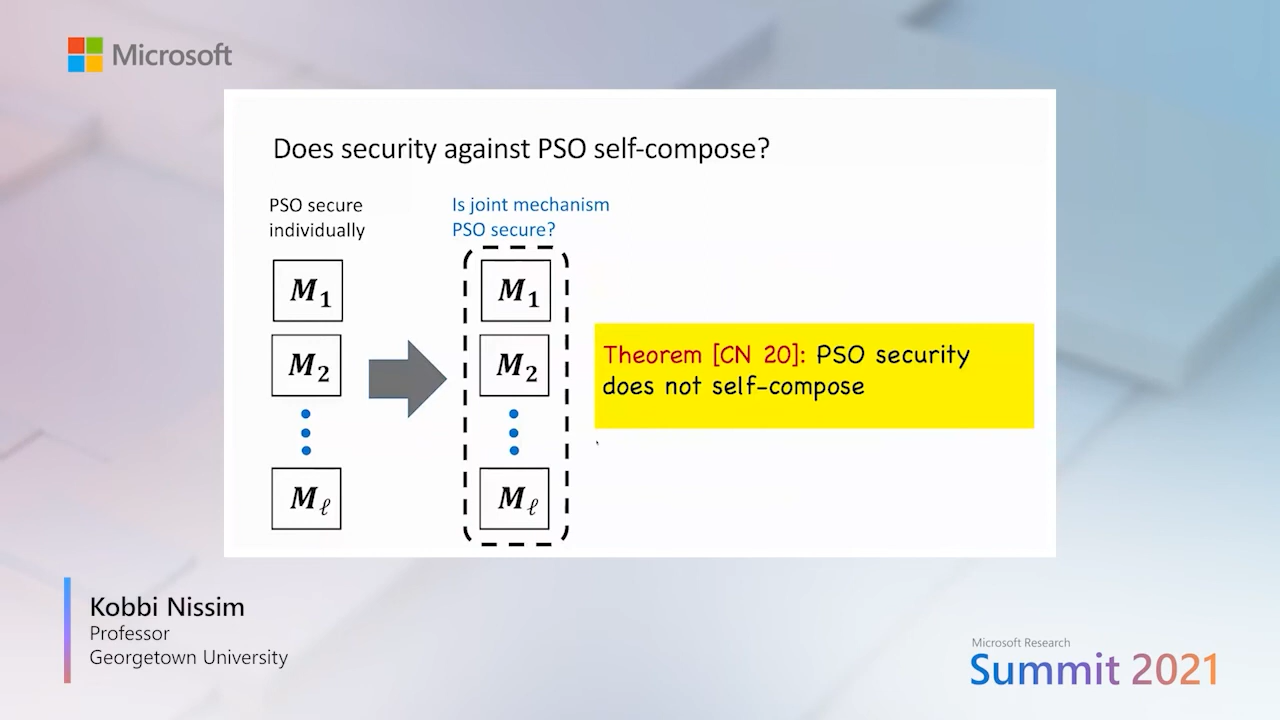 Microsoft
Does security against PSO self-compose?
PSO secure
individually
Is joint mechanism
PSO secure?
M1
M2
Mℓ
M1
M2
Mℓ
Theorem [CN 20]: PSO security
does not self-compose
Kobbi Nissim
Professor
Georgetown University
Microsoft Research
Summit 2021